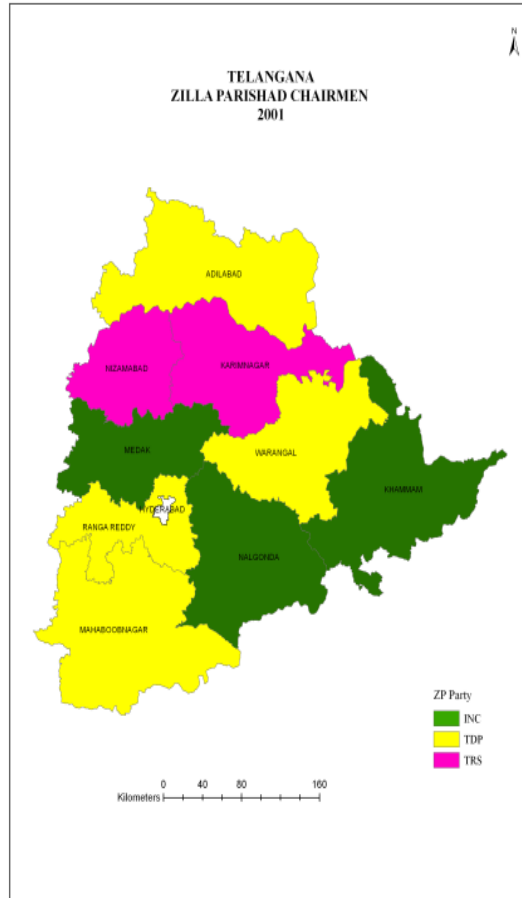 N
TELANGANA
ZILLA PARISHAD CHAIRMEN
2001
ADILABAD
NIZAMABAD
KARIMNAGAR
MEDAK
WARANGAL
KHAMMAM
HYDERABAD
RANGA REDDY
NALGONDA
MAHABOOBNAGAR
ZP Party
INC
TDP
TRS
0 40 80 160
Kilometers